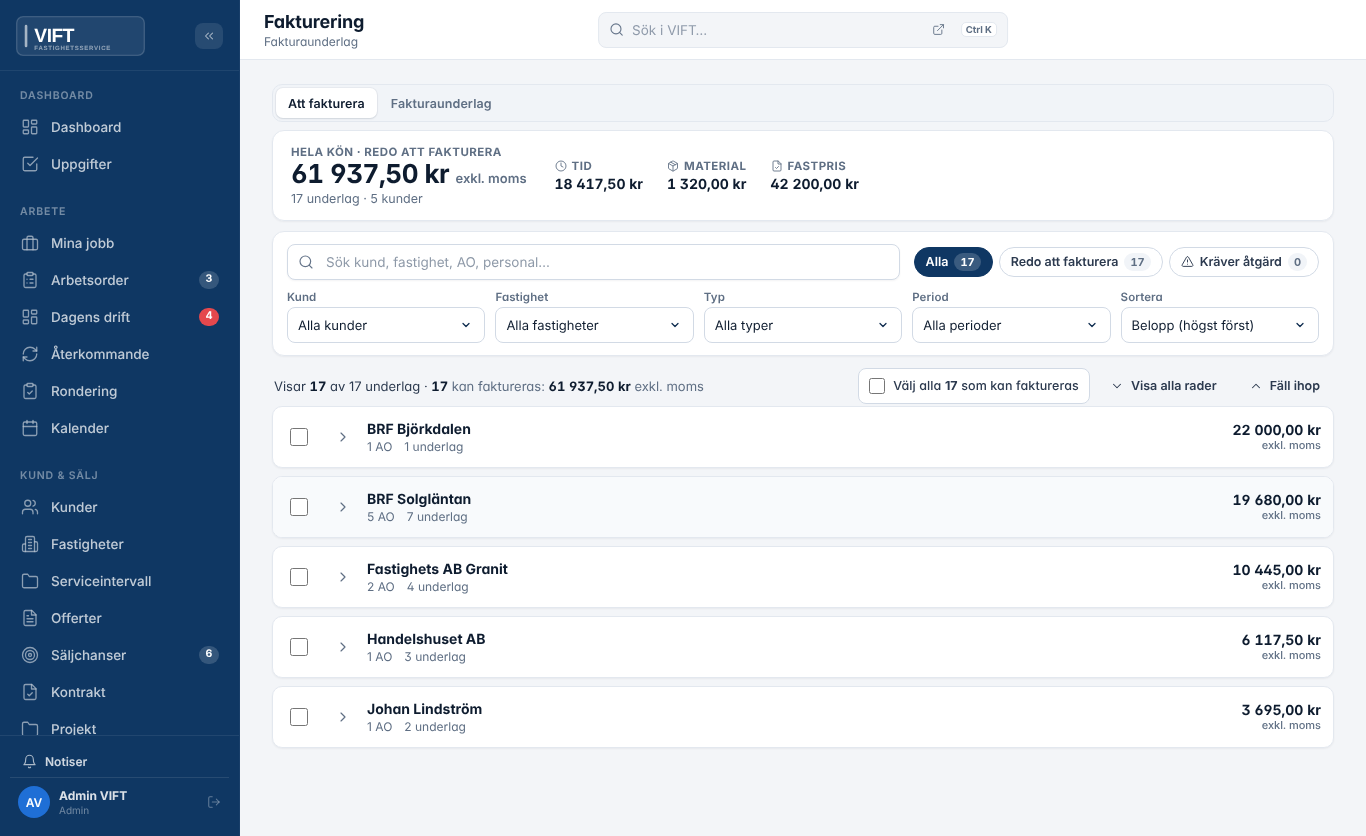 VIFT
FASTIGHETSSERVICE
DASHBOARD
Dashboard
Uppgifter
ARBETE
Mina jobb
Arbetsorder 3
Dagens drift 4
Återkommande
Rondering
Kalender
KUND & SÄLJ
Kunder
Fastigheter
Serviceintervall
Offerter
Säljchanser 6
Kontrakt
Projekt
Notiser
AV
Admin VIFT
Admin
Fakturering
Fakturaunderlag
Sök i VIFT... Ctrl K
Att fakturera Fakturaunderlag
HELA KÖN · REDO ATT FAKTURERA
61 937,50 kr exkl. moms
17 underlag · 5 kunder
TID
18 417,50 kr
MATERIAL
1 320,00 kr
FASTPRIS
42 200,00 kr
Sök kund, fastighet, AO, personal...
Alla 17 Redo att fakturera 17 Kräver åtgärd 0
Kund Fastighet Typ Period Sortera
Alla kunder Alla fastigheter Alla typer Alla perioder Belopp (högst först)
Visar 17 av 17 underlag · 17 kan faktureras: 61 937,50 kr exkl. moms
Välj alla 17 som kan faktureras Visa alla rader Fäll ihop
BRF Björkdalen 22 000,00 kr
1 AO 1 underlag exkl. moms
BRF Solgläntan 19 680,00 kr
5 AO 7 underlag exkl. moms
Fastighets AB Granit 10 445,00 kr
2 AO 4 underlag exkl. moms
Handelshuset AB 6 117,50 kr
1 AO 3 underlag exkl. moms
Johan Lindström 3 695,00 kr
1 AO 2 underlag exkl. moms